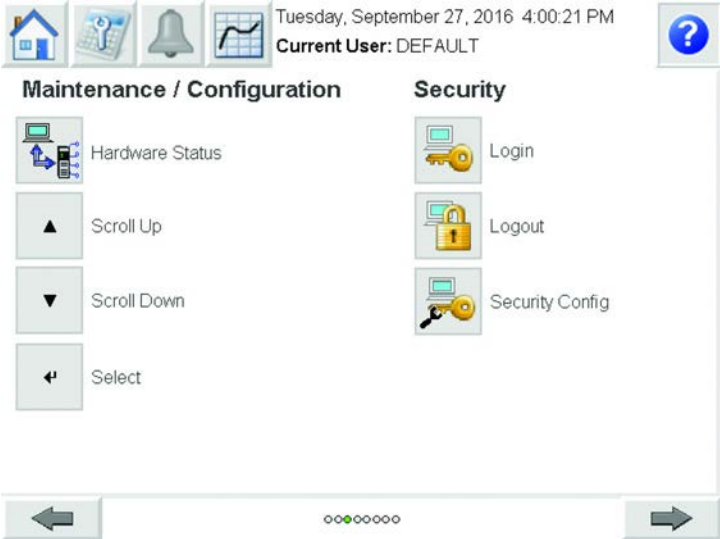 Tuesday, September 27, 2016 4:00:21 PM
Current User: DEFAULT
?
Maintenance / Configuration
Security
Hardware Status
Login
Scroll Up
Logout
Scroll Down
Security Config
Select